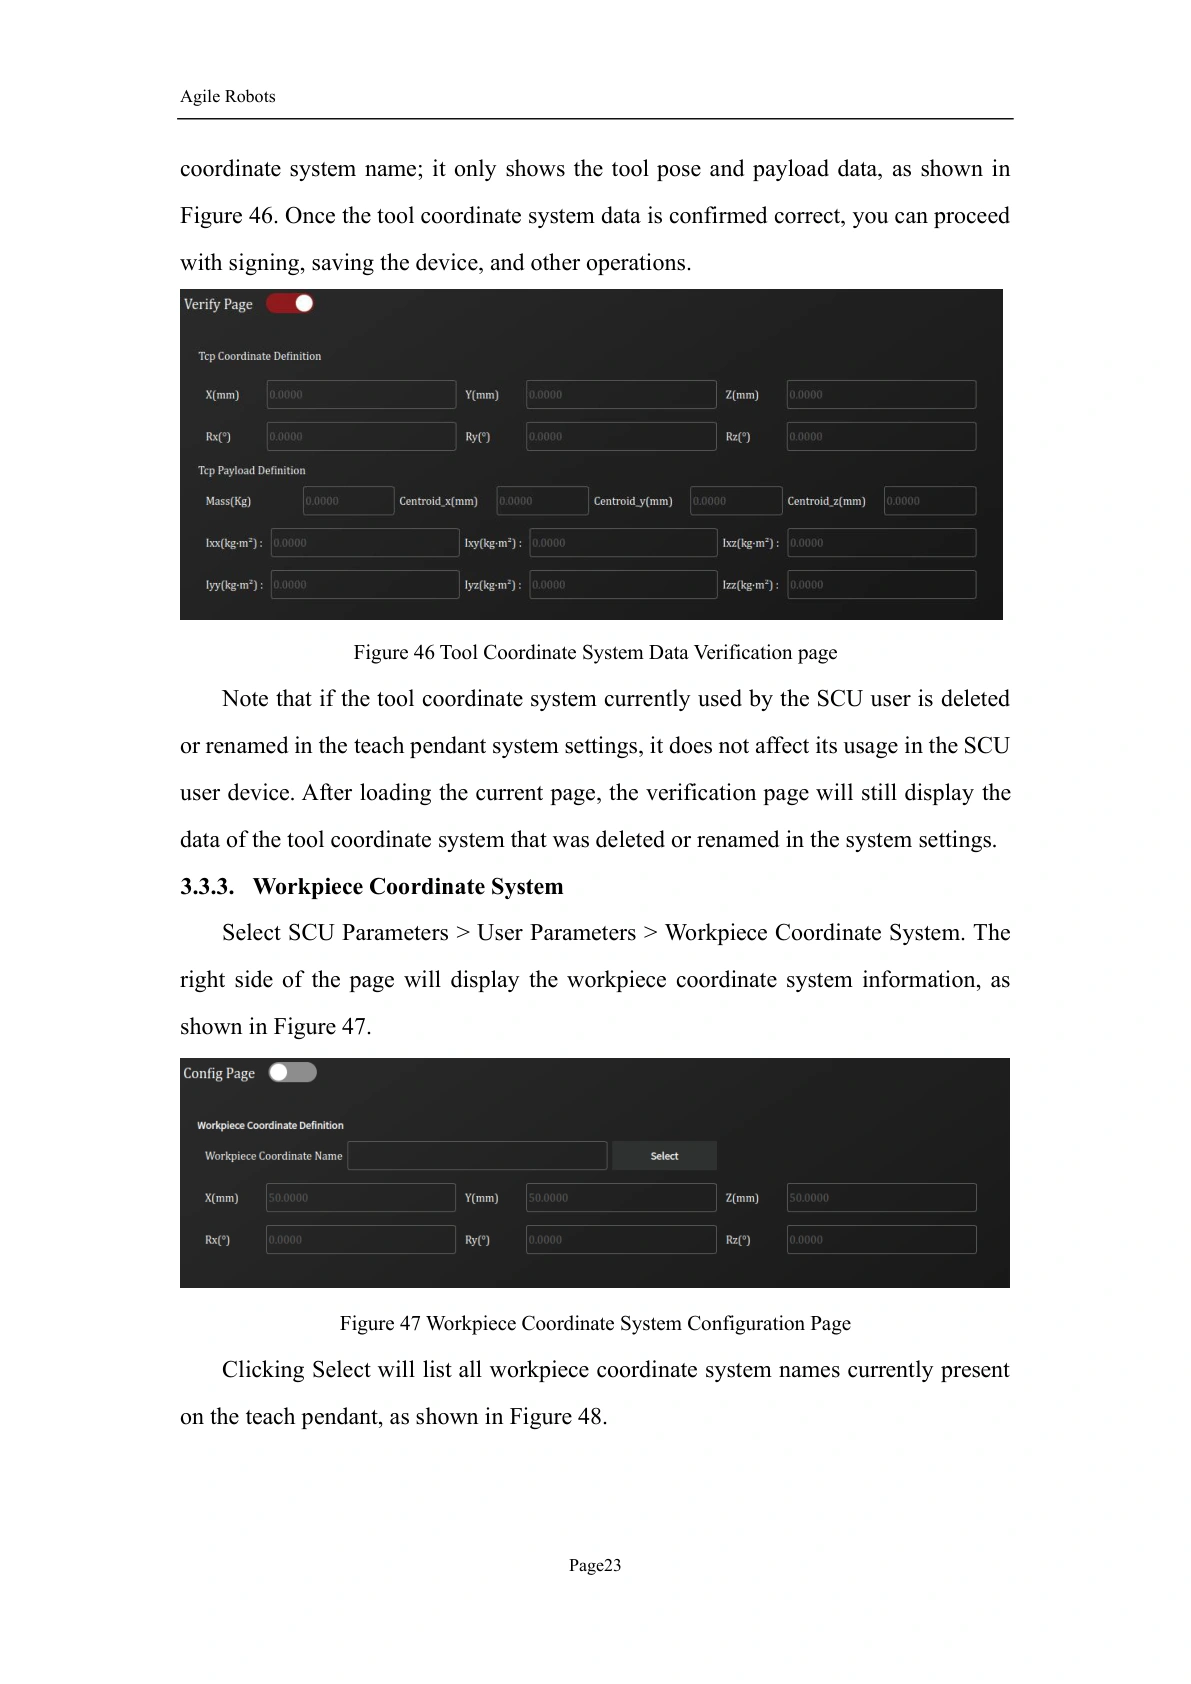 Agile Robots
coordinate system name; it only shows the tool pose and payload data, as shown in
Figure 46. Once the tool coordinate system data is confirmed correct, you can proceed
with signing, saving the device, and other operations.
Verify Page
Tcp Coordinate Definition
X(mm) 0.0000 Y(mm) 0.0000 Z(mm) 0.0000
Rx(°) 0.0000 Ry(°) 0.0000 Rz(°) 0.0000
Tcp Payload Definition
Mass(Kg) 0.0000 Centroid_x(mm) 0.0000 Centroid_y(mm) 0.0000 Centroid_z(mm) 0.0000
Ixx(kg·m²) : 0.0000 Ixy(kg·m²) : 0.0000 Ixz(kg·m²) : 0.0000
Iyy(kg·m²) : 0.0000 Iyz(kg·m²) : 0.0000 Izz(kg·m²) : 0.0000
Figure 46 Tool Coordinate System Data Verification page
Note that if the tool coordinate system currently used by the SCU user is deleted
or renamed in the teach pendant system settings, it does not affect its usage in the SCU
user device. After loading the current page, the verification page will still display the
data of the tool coordinate system that was deleted or renamed in the system settings.
3.3.3. Workpiece Coordinate System
Select SCU Parameters > User Parameters > Workpiece Coordinate System. The
right side of the page will display the workpiece coordinate system information, as
shown in Figure 47.
Config Page
Workpiece Coordinate Definition
Workpiece Coordinate Name Select
X(mm) 50.0000 Y(mm) 50.0000 Z(mm) 50.0000
Rx(°) 0.0000 Ry(°) 0.0000 Rz(°) 0.0000
Figure 47 Workpiece Coordinate System Configuration Page
Clicking Select will list all workpiece coordinate system names currently present
on the teach pendant, as shown in Figure 48.
Page23